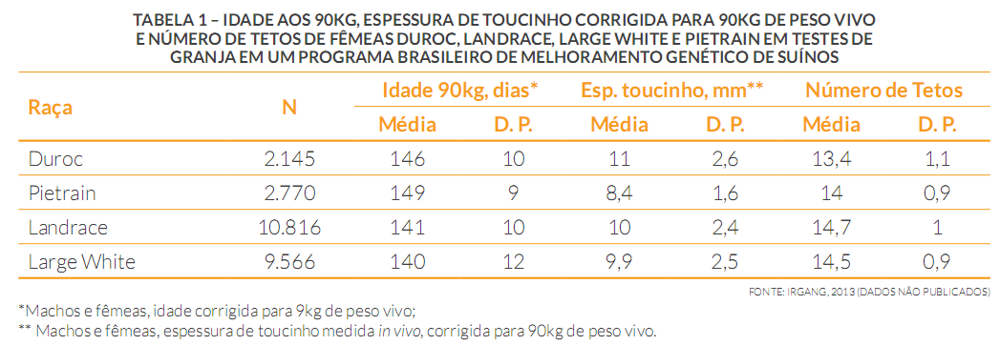 TABELA 1 – IDADE AOS 90KG, ESPESSURA DE TOUCINHO CORRIGIDA PARA 90KG DE PESO VIVO
E NÚMERO DE TETOS DE FÊMEAS DUROC, LANDRACE, LARGE WHITE E PIETRAIN EM TESTES DE
GRANJA EM UM PROGRAMA BRASILEIRO DE MELHORAMENTO GENÉTICO DE SUÍNOS
Raça N Idade 90kg, dias* Esp. toucinho, mm** Número de Tetos
Média D. P. Média D. P. Média D. P.
Duroc 2.145 146 10 11 2,6 13,4 1,1
Pietrain 2.770 149 9 8,4 1,6 14 0,9
Landrace 10.816 141 10 10 2,4 14,7 1
Large White 9.566 140 12 9,9 2,5 14,5 0,9
FONTE: IRGANG, 2013 (DADOS NÃO PUBLICADOS)
*Machos e fêmeas, idade corrigida para 9kg de peso vivo;
** Machos e fêmeas, espessura de toucinho medida in vivo, corrigida para 90kg de peso vivo.